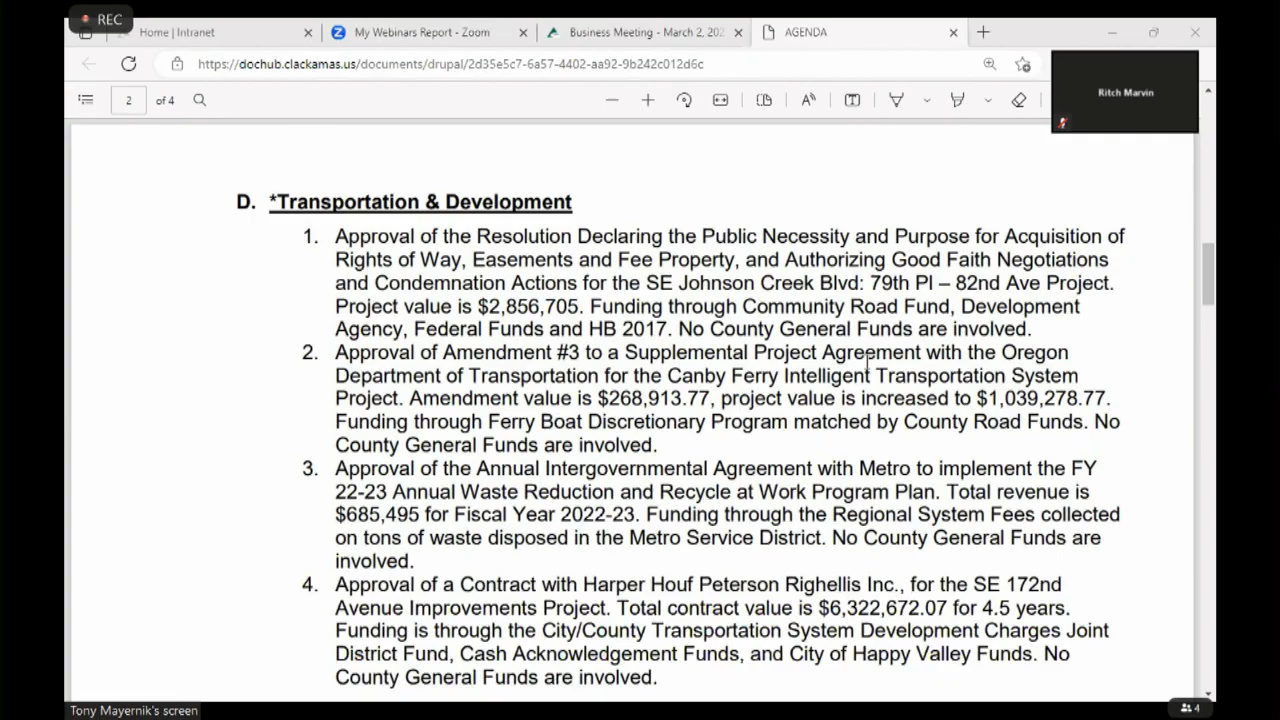 REC
Home | Intranet
My Webinars Report - Zoom
Business Meeting - March 2, 202
AGENDA
https://dochub.clackamas.us/documents/drupal/2d35e5c7-6a57-4402-aa92-9b242c012d6c
2 of 4
Ritch Marvin
D. *Transportation & Development
1. Approval of the Resolution Declaring the Public Necessity and Purpose for Acquisition of
Rights of Way, Easements and Fee Property, and Authorizing Good Faith Negotiations
and Condemnation Actions for the SE Johnson Creek Blvd: 79th Pl – 82nd Ave Project.
Project value is $2,856,705. Funding through Community Road Fund, Development
Agency, Federal Funds and HB 2017. No County General Funds are involved.
2. Approval of Amendment #3 to a Supplemental Project Agreement with the Oregon
Department of Transportation for the Canby Ferry Intelligent Transportation System
Project. Amendment value is $268,913.77, project value is increased to $1,039,278.77.
Funding through Ferry Boat Discretionary Program matched by County Road Funds. No
County General Funds are involved.
3. Approval of the Annual Intergovernmental Agreement with Metro to implement the FY
22-23 Annual Waste Reduction and Recycle at Work Program Plan. Total revenue is
$685,495 for Fiscal Year 2022-23. Funding through the Regional System Fees collected
on tons of waste disposed in the Metro Service District. No County General Funds are
involved.
4. Approval of a Contract with Harper Houf Peterson Righellis Inc., for the SE 172nd
Avenue Improvements Project. Total contract value is $6,322,672.07 for 4.5 years.
Funding is through the City/County Transportation System Development Charges Joint
District Fund, Cash Acknowledgement Funds, and City of Happy Valley Funds. No
County General Funds are involved.
Tony Mayernik's screen
4